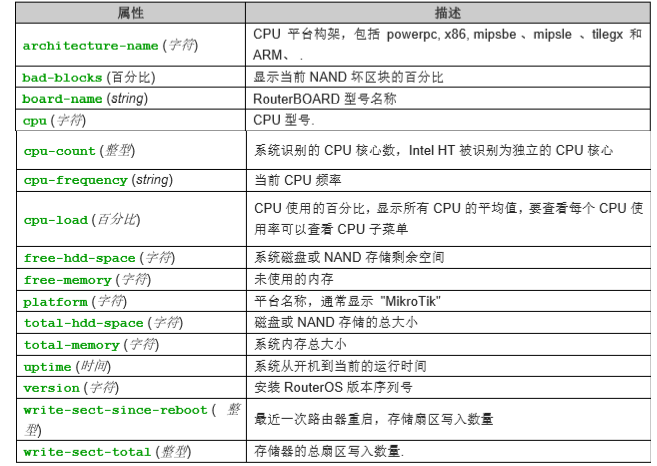 属性 描述
architecture-name (字符) CPU 平台构架，包括 powerpc, x86, mipsbe 、mipsle 、tilegx 和
ARM、 .
bad-blocks (百分比) 显示当前 NAND 坏区块的百分比
board-name (string) RouterBOARD 型号名称
cpu (字符) CPU 型号.
cpu-count (整型) 系统识别的 CPU 核心数，Intel HT 被识别为独立的 CPU 核心
cpu-frequency (string) 当前 CPU 频率
cpu-load (百分比) CPU 使用的百分比，显示所有 CPU 的平均值，要查看每个 CPU 使
用率可以查看 CPU 子菜单
free-hdd-space (字符) 系统磁盘或 NAND 存储剩余空间
free-memory (字符) 未使用的内存
platform (字符) 平台名称，通常显示 "MikroTik"
total-hdd-space (字符) 磁盘或 NAND 存储的总大小
total-memory (字符) 系统内存总大小
uptime (时间) 系统从开机到当前的运行时间
version (字符) 安装 RouterOS 版本序列号
write-sect-since-reboot ( 整
型) 最近一次路由器重启，存储扇区写入数量
write-sect-total (整型) 存储器的总扇区写入数量.